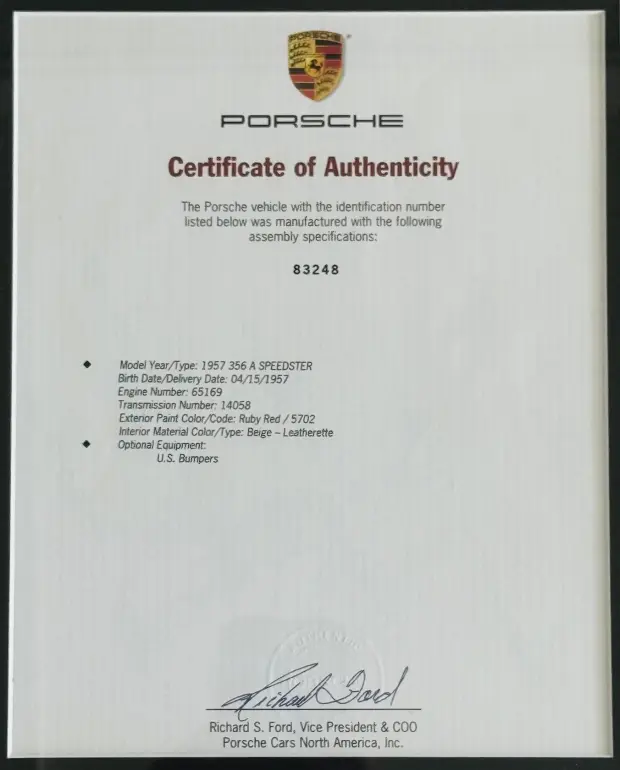 PORSCHE
PORSCHE
Certificate of Authenticity
The Porsche vehicle with the identification number
listed below was manufactured with the following
assembly specifications:
83248
Model Year/Type: 1957 356 A SPEEDSTER
Birth Date/Delivery Date: 04/15/1957
Engine Number: 65169
Transmission Number: 14058
Exterior Paint Color/Code: Ruby Red / 5702
Interior Material Color/Type: Beige – Leatherette
Optional Equipment:
U.S. Bumpers
Richard Ford
Richard S. Ford, Vice President & COO
Porsche Cars North America, Inc.